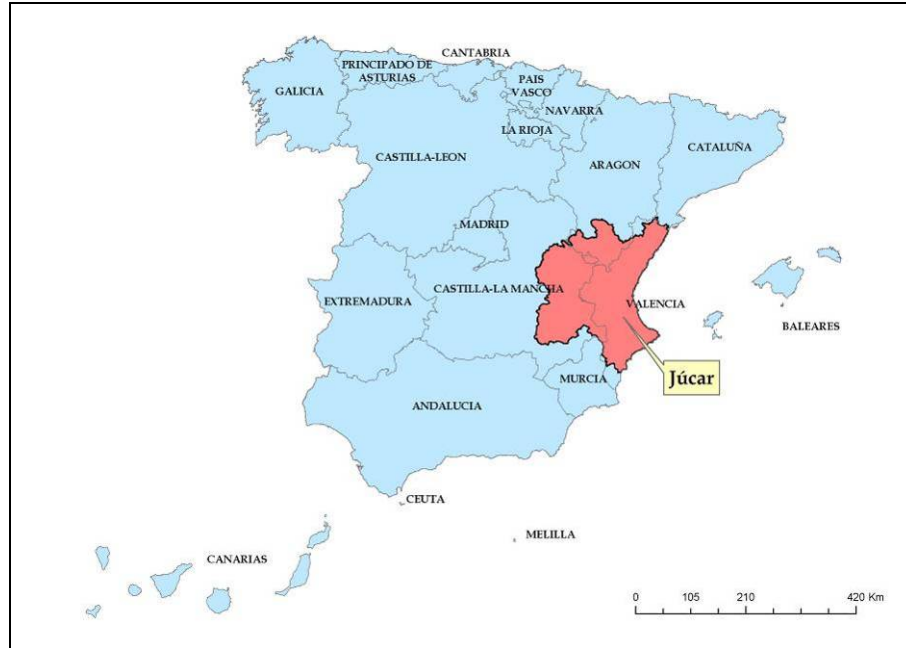 CANTABRIA
PRINCIPADO DE
ASTURIAS
GALICIA
PAIS
VASCO
NAVARRA
LA RIOJA
CATALUÑA
CASTILLA-LEON
ARAGON
MADRID
CASTILLA-LA MANCHA
EXTREMADURA
VALENCIA
BALEARES
Júcar
MURCIA
ANDALUCIA
CEUTA
MELILLA
CANARIAS
0 105 210 420 Km